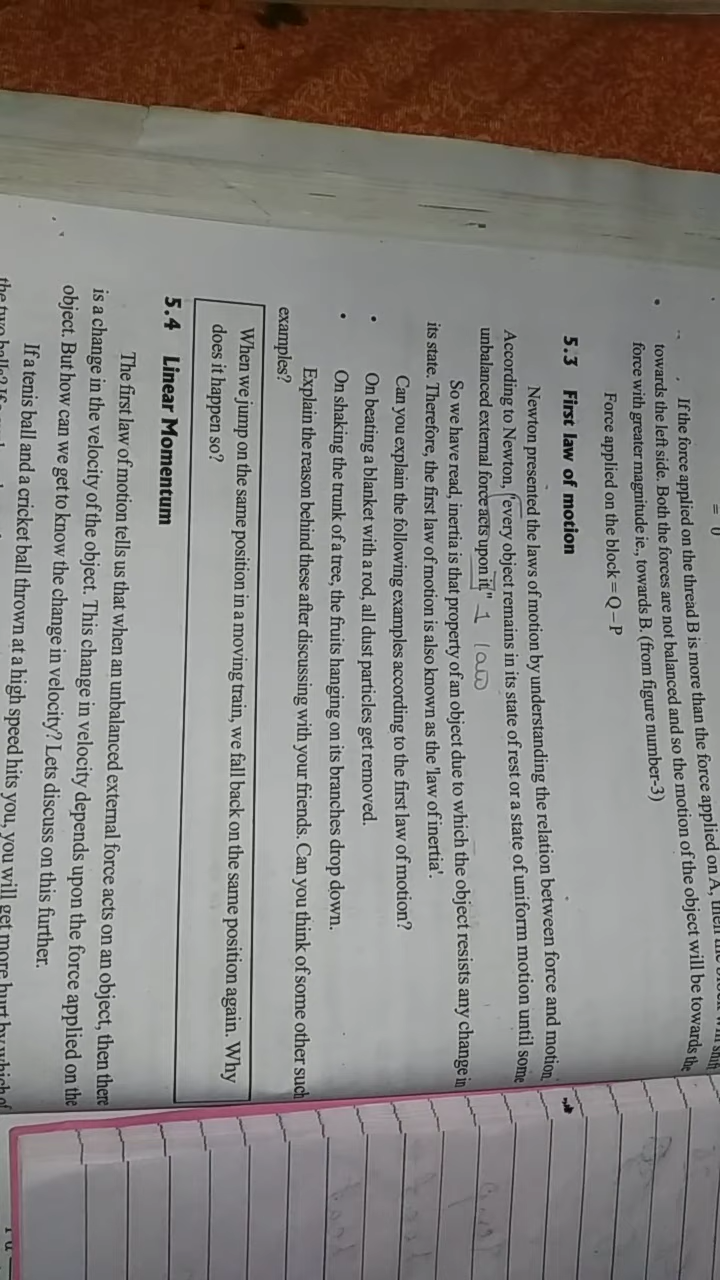 = 0
If the force applied on the thread B is more than the force applied on A, then the
towards the left side. Both the forces are not balanced and so the motion of the object will be towards the
force with greater magnitude ie., towards B. (from figure number-3)
Force applied on the block = Q – P
5.3 First law of motion
Newton presented the laws of motion by understanding the relation between force and motion.
According to Newton, "every object remains in its state of rest or a state of uniform motion until some
unbalanced external force acts upon it." 1 law
So we have read, inertia is that property of an object due to which the object resists any change in
its state. Therefore, the first law of motion is also known as the 'law of inertia'.
Can you explain the following examples according to the first law of motion?
• On beating a blanket with a rod, all dust particles get removed.
• On shaking the trunk of a tree, the fruits hanging on its branches drop down.
Explain the reason behind these after discussing with your friends. Can you think of some other such
examples?
When we jump on the same position in a moving train, we fall back on the same position again. Why
does it happen so?
5.4 Linear Momentum
The first law of motion tells us that when an unbalanced external force acts on an object, then there
is a change in the velocity of the object. This change in velocity depends upon the force applied on the
object. But how can we get to know the change in velocity? Lets discuss on this further.
If a tenis ball and a cricket ball thrown at a high speed hits you, you will get more hurt by which of
the two balls?